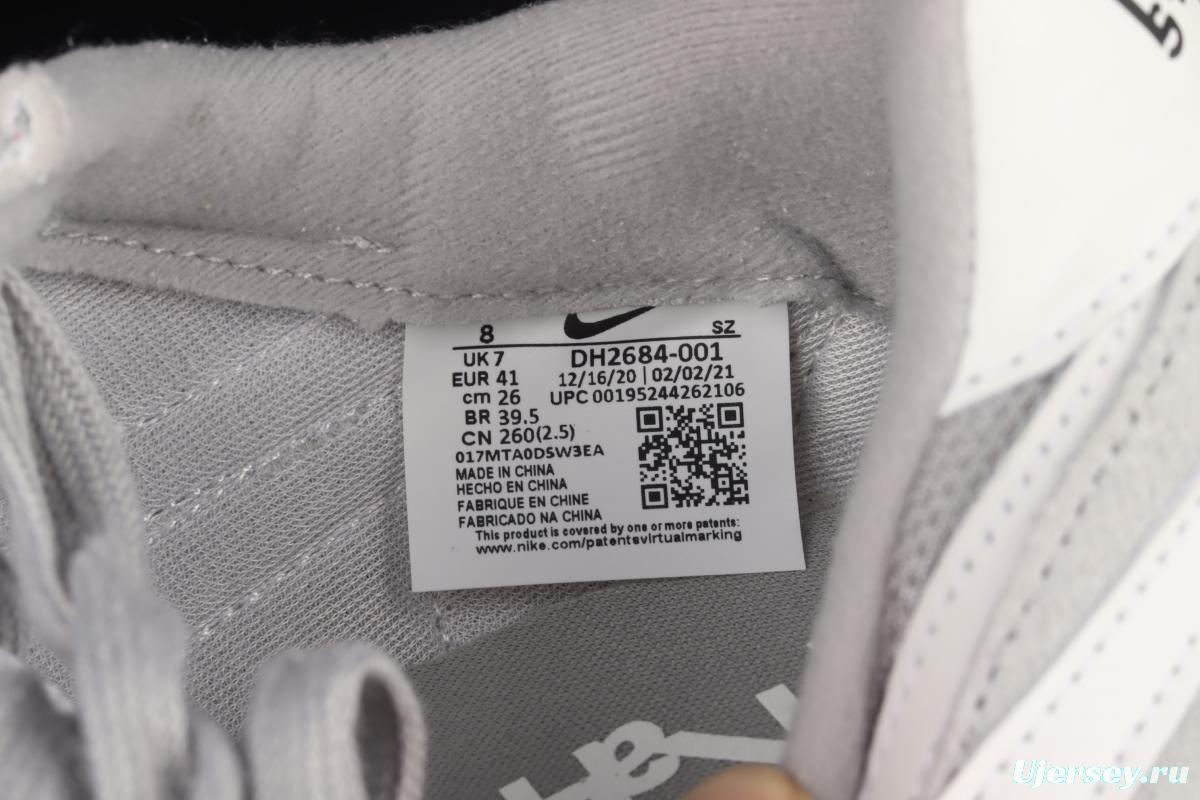 8 SZ
UK 7 DH2684-001
EUR 41 12/16/20 | 02/02/21
cm 26 UPC 00195244262106
BR 39.5
CN 260(2.5)
017MTA0DSW3EA
MADE IN CHINA
HECHO EN CHINA
FABRIQUE EN CHINE
FABRICADO NA CHINA
This product is covered by one or more patents:
www.nike.com/patentsvirtualmarking
Ujersey.ru